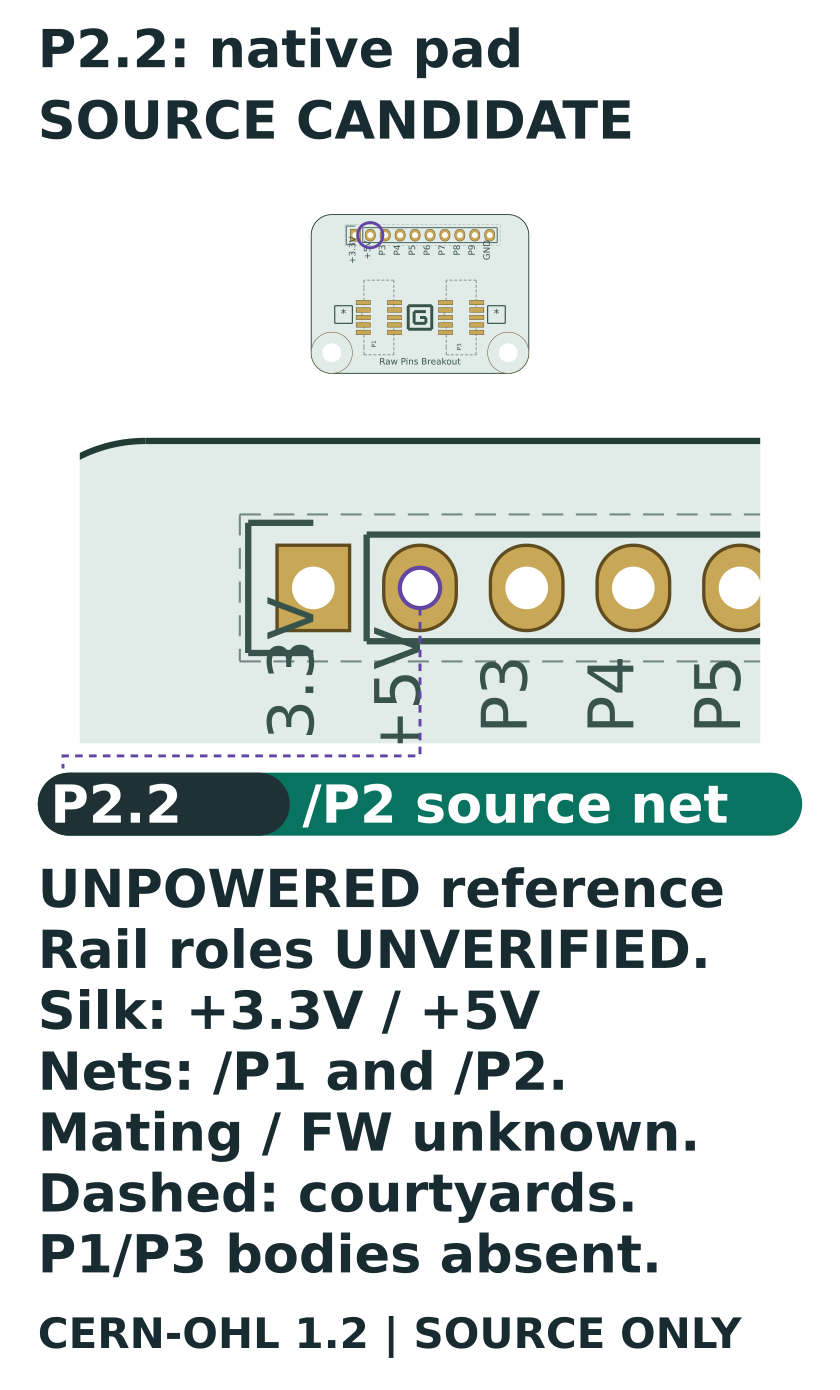 P2.2: native pad
SOURCE CANDIDATE
+3.3V
+5V
P3
P4
P5
P6
P7
P8
P9
GND
*
*
P1
P3
Raw Pins Breakout
3.3V
+5V
P3
P4
P5
P2.2
/P2 source net
UNPOWERED reference
Rail roles UNVERIFIED.
Silk: +3.3V / +5V
Nets: /P1 and /P2.
Mating / FW unknown.
Dashed: courtyards.
P1/P3 bodies absent.
CERN-OHL 1.2 | SOURCE ONLY